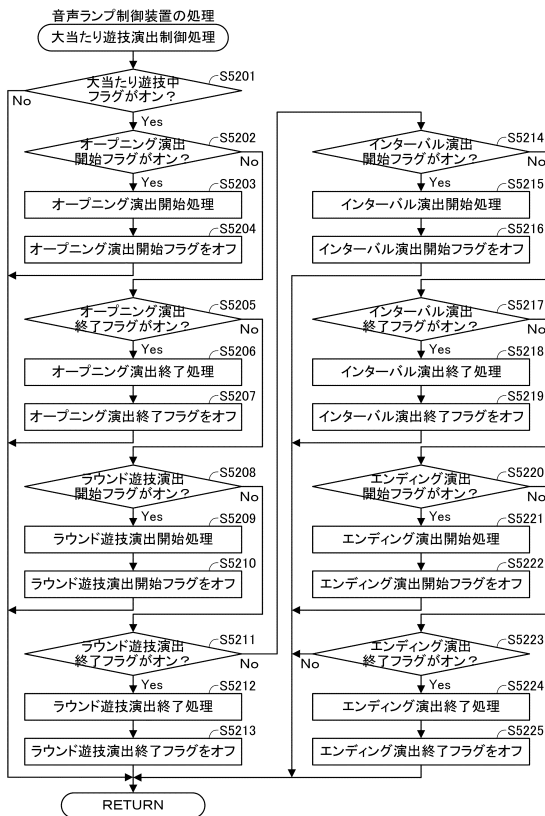 音声ランプ制御装置の処理
大当たり遊技演出制御処理
S5201
大当たり遊技中
フラグがオン？
No
Yes
S5202
オープニング演出
開始フラグがオン？
No
Yes
S5203
オープニング演出開始処理
S5204
オープニング演出開始フラグをオフ
S5205
オープニング演出
終了フラグがオン？
No
Yes
S5206
オープニング演出終了処理
S5207
オープニング演出終了フラグをオフ
S5208
ラウンド遊技演出
開始フラグがオン？
No
Yes
S5209
ラウンド遊技演出開始処理
S5210
ラウンド遊技演出開始フラグをオフ
S5211
ラウンド遊技演出
終了フラグがオン？
No
Yes
S5212
ラウンド遊技演出終了処理
S5213
ラウンド遊技演出終了フラグをオフ
S5214
インターバル演出
開始フラグがオン？
No
Yes
S5215
インターバル演出開始処理
S5216
インターバル演出開始フラグをオフ
S5217
インターバル演出
終了フラグがオン？
No
Yes
S5218
インターバル演出終了処理
S5219
インターバル演出終了フラグをオフ
S5220
エンディング演出
開始フラグがオン？
No
Yes
S5221
エンディング演出開始処理
S5222
エンディング演出開始フラグをオフ
S5223
エンディング演出
終了フラグがオン？
No
Yes
S5224
エンディング演出終了処理
S5225
エンディング演出終了フラグをオフ
RETURN